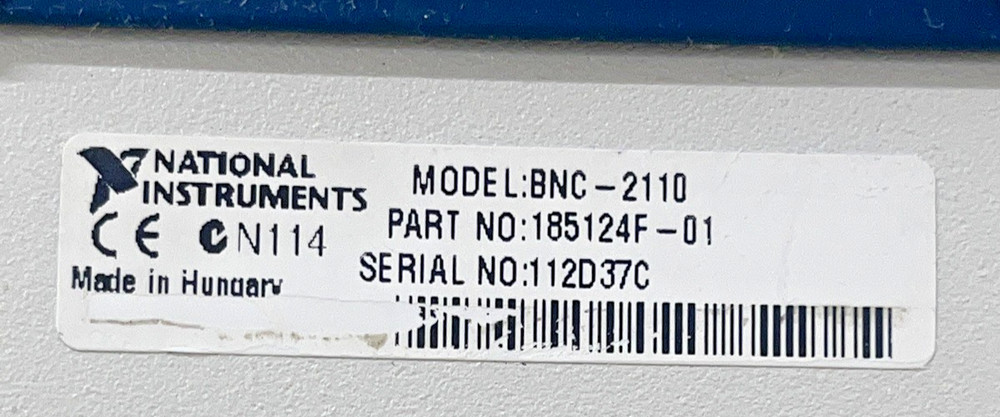 NATIONAL
INSTRUMENTS
CE N114
Made in Hungary
MODEL:BNC-2110
PART NO:185124F-01
SERIAL NO:112D37C